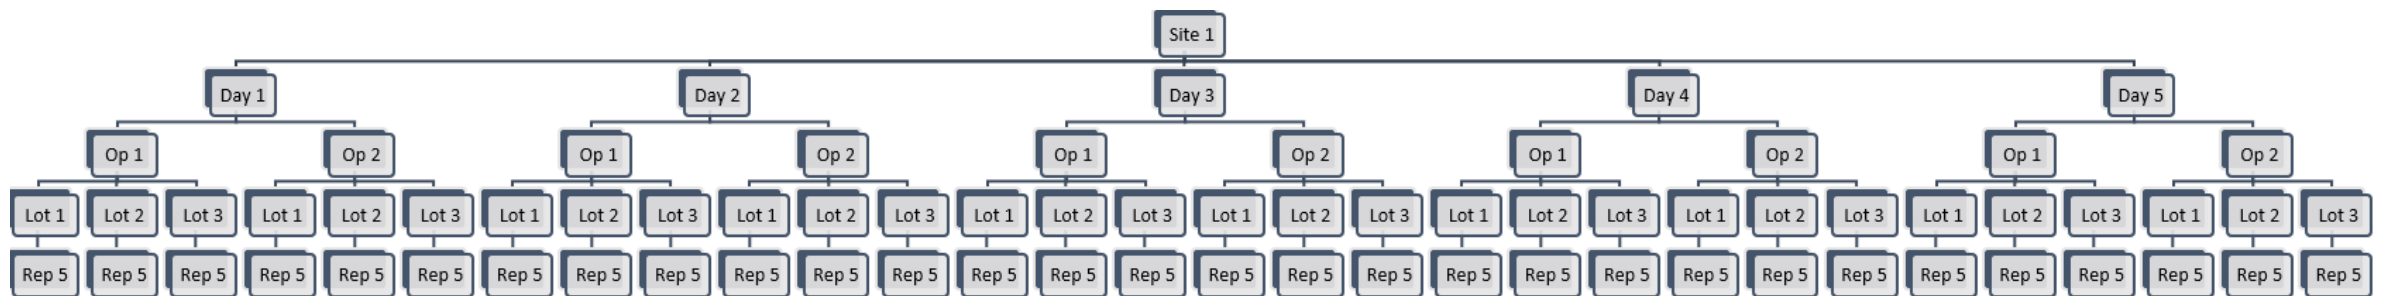 Site 1
Day 1 Day 2 Day 3 Day 4 Day 5
Op 1 Op 2 Op 1 Op 2 Op 1 Op 2 Op 1 Op 2 Op 1 Op 2
Lot 1 Lot 2 Lot 3 Lot 1 Lot 2 Lot 3 Lot 1 Lot 2 Lot 3 Lot 1 Lot 2 Lot 3 Lot 1 Lot 2 Lot 3 Lot 1 Lot 2 Lot 3 Lot 1 Lot 2 Lot 3 Lot 1 Lot 2 Lot 3 Lot 1 Lot 2 Lot 3 Lot 1 Lot 2 Lot 3
Rep 5 Rep 5 Rep 5 Rep 5 Rep 5 Rep 5 Rep 5 Rep 5 Rep 5 Rep 5 Rep 5 Rep 5 Rep 5 Rep 5 Rep 5 Rep 5 Rep 5 Rep 5 Rep 5 Rep 5 Rep 5 Rep 5 Rep 5 Rep 5 Rep 5 Rep 5 Rep 5 Rep 5 Rep 5 Rep 5